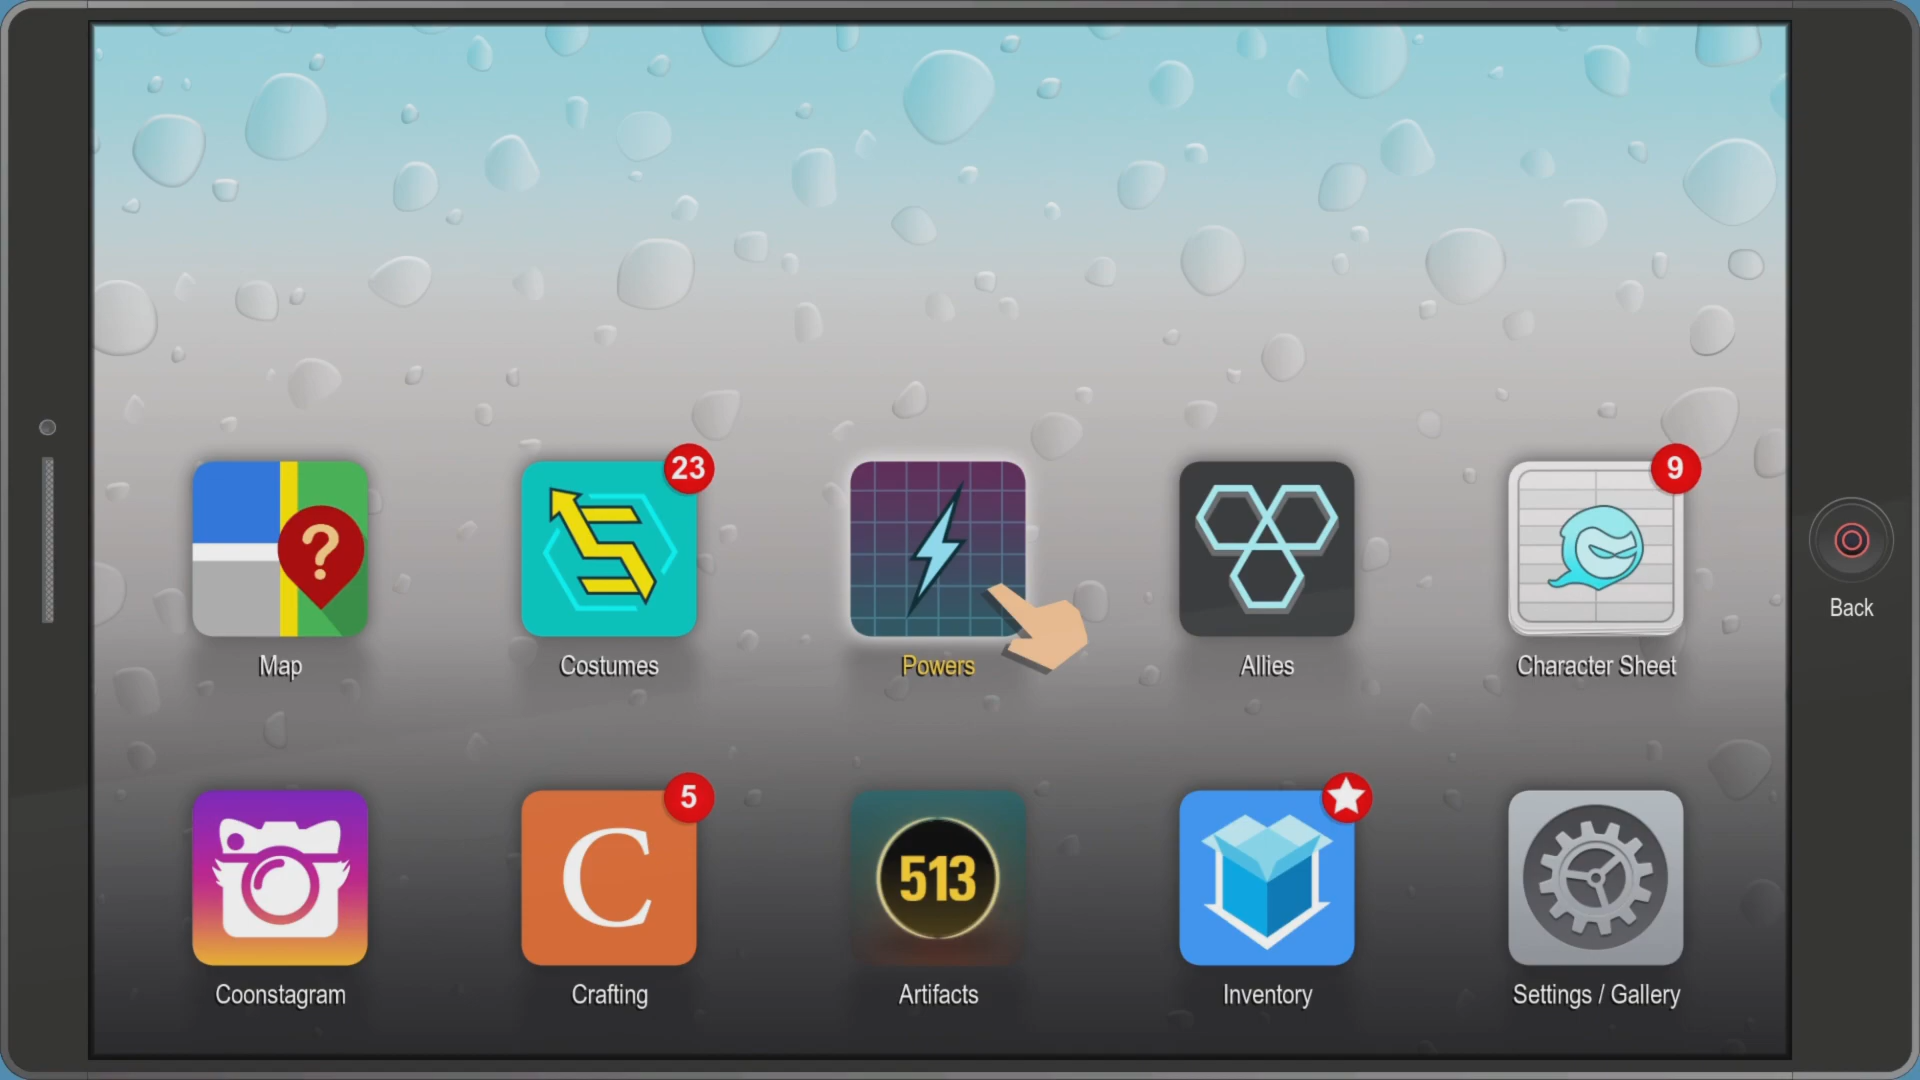 23
9
?
Map
Costumes
Powers
Allies
Character Sheet
Back
5
C
513
Coonstagram
Crafting
Artifacts
Inventory
Settings / Gallery